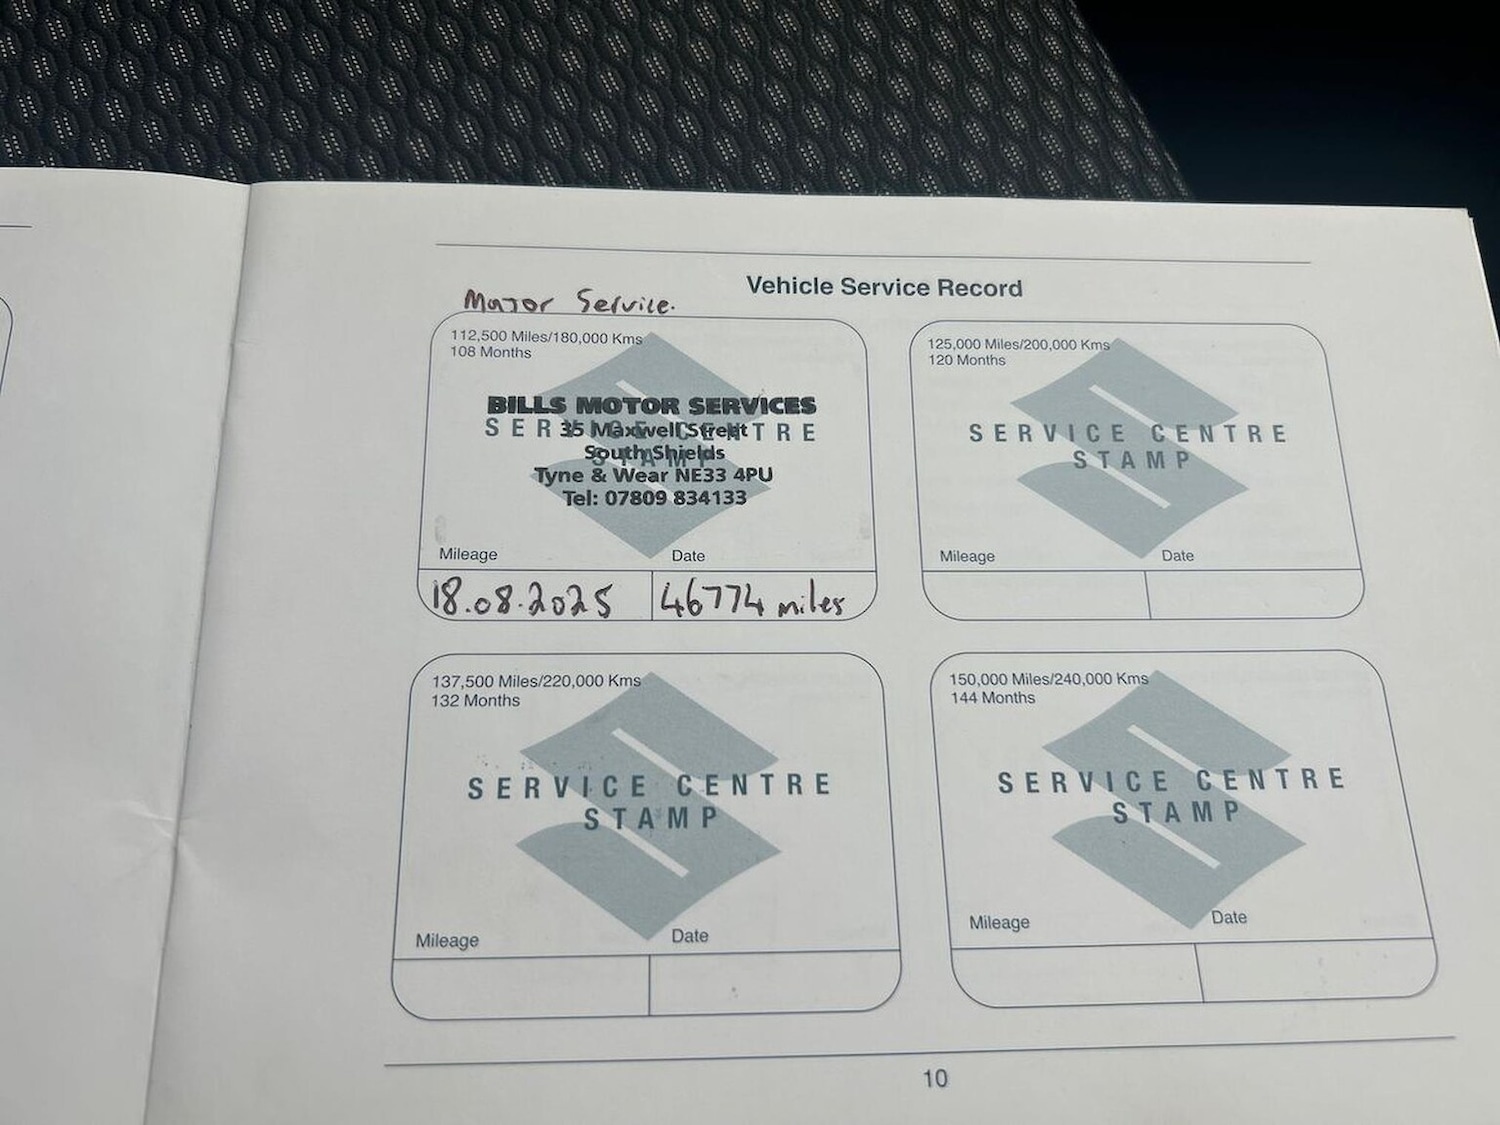 Vehicle Service Record
Major Service.
112,500 Miles/180,000 Kms
108 Months
BILLS MOTOR SERVICES
SERVICE CENTRE
35 Maxwell Street
STAMP
South Shields
Tyne & Wear NE33 4PU
Tel: 07809 834133
Mileage
Date
18.08.2025
46774 miles
125,000 Miles/200,000 Kms
120 Months
SERVICE CENTRE
STAMP
Mileage
Date
137,500 Miles/220,000 Kms
132 Months
SERVICE CENTRE
STAMP
Mileage
Date
150,000 Miles/240,000 Kms
144 Months
SERVICE CENTRE
STAMP
Mileage
Date
10